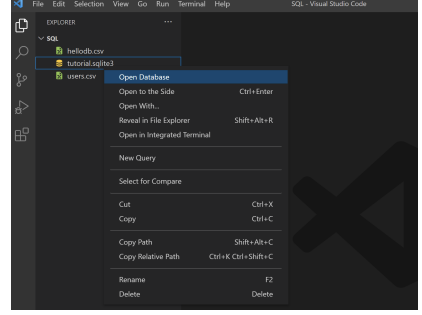 File Edit Selection View Go Run Terminal Help SQL - Visual Studio Code
EXPLORER ...
SQL
hellodb.csv
tutorial.sqlite3
users.csv
Open Database
Open to the Side Ctrl+Enter
Open With...
Reveal in File Explorer Shift+Alt+R
Open in Integrated Terminal
New Query
Select for Compare
Cut Ctrl+X
Copy Ctrl+C
Copy Path Shift+Alt+C
Copy Relative Path Ctrl+K Ctrl+Shift+C
Rename F2
Delete Delete